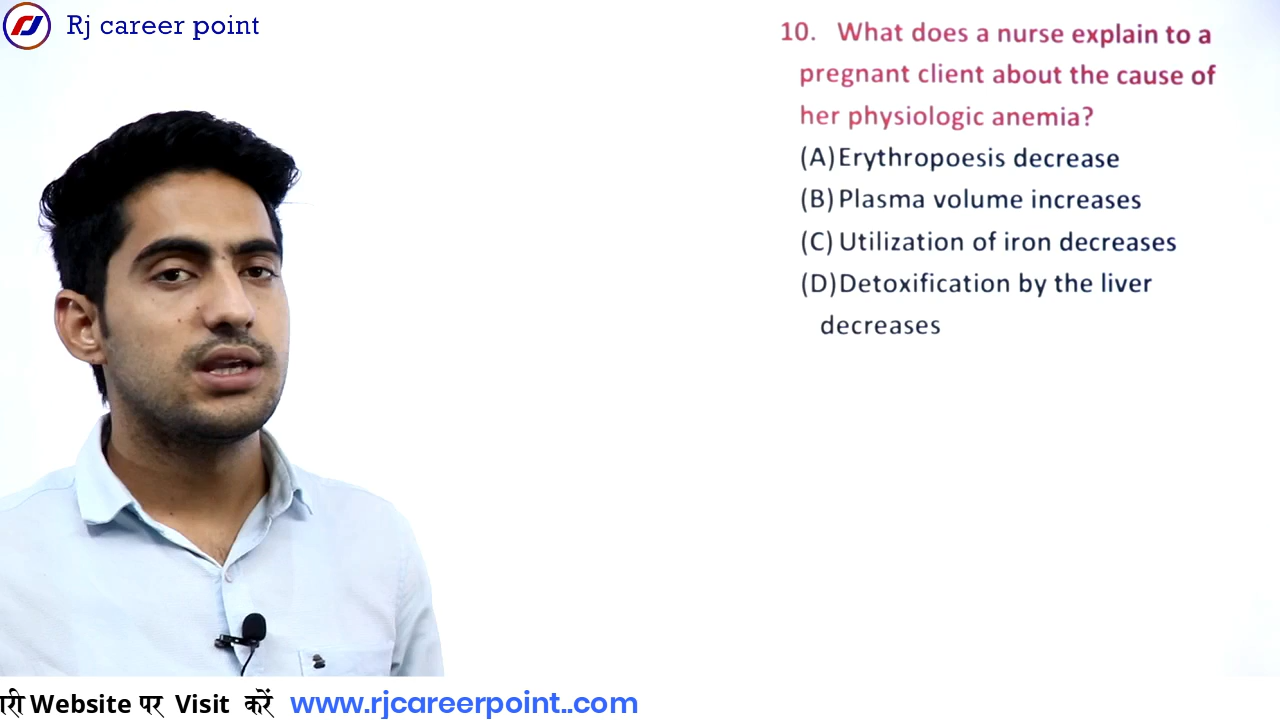 Rj career point
10. What does a nurse explain to a
pregnant client about the cause of
her physiologic anemia?
(A) Erythropoesis decrease
(B) Plasma volume increases
(C) Utilization of iron decreases
(D) Detoxification by the liver
decreases
Website पर Visit करें www.rjcareerpoint..com